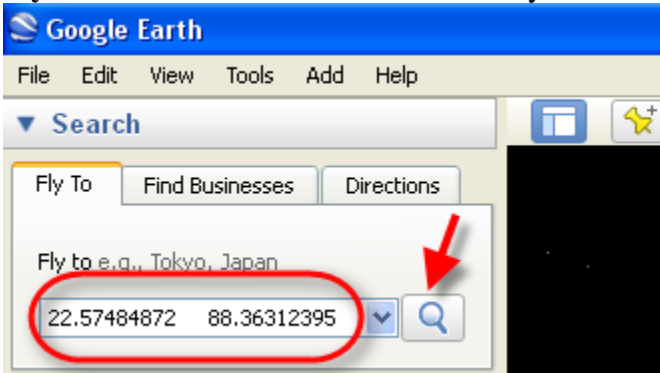 Google Earth
File Edit View Tools Add Help
Search
Fly To Find Businesses Directions
Fly to e.g., Tokyo, Japan
22.57484872 88.36312395